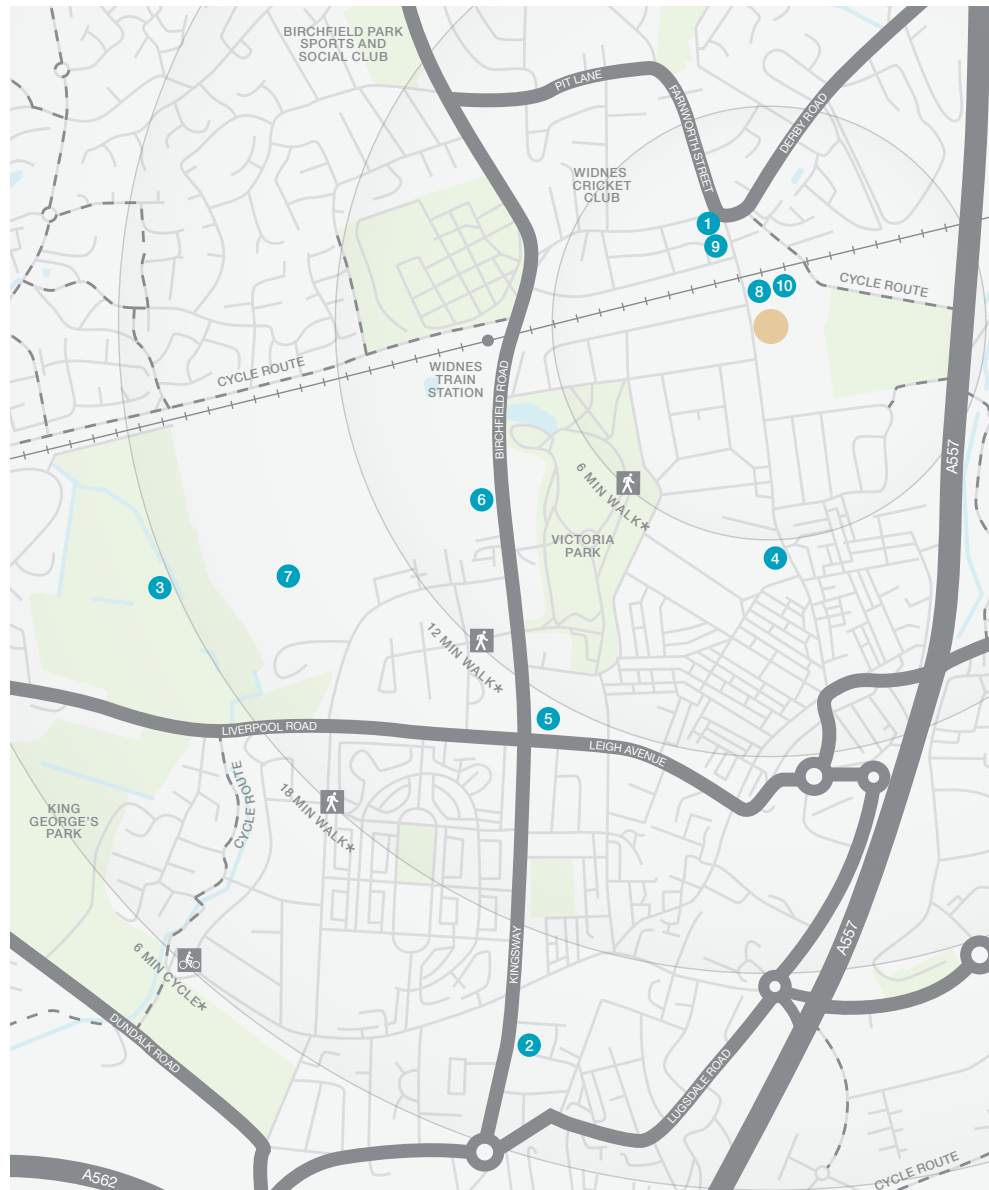 BIRCHFIELD PARK
SPORTS AND
SOCIAL CLUB
PIT LANE
FARNWORTH STREET
DERBY ROAD
WIDNES
CRICKET
CLUB
1
9
8
10
CYCLE ROUTE
CYCLE ROUTE
WIDNES
TRAIN
STATION
BIRCHFIELD ROAD
A557
6 MIN WALK*
6
VICTORIA
PARK
4
3
7
12 MIN WALK*
5
LIVERPOOL ROAD
LEIGH AVENUE
CYCLE ROUTE
18 MIN WALK*
KING
GEORGE'S
PARK
6 MIN CYCLE*
KINGSWAY
A557
2
DUNDALK ROAD
LUGSDALE ROAD
A562
CYCLE ROUTE